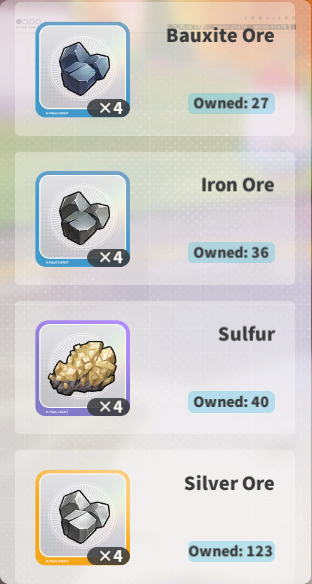 Bauxite Ore
×4
Owned: 27
Iron Ore
×4
Owned: 36
Sulfur
×4
Owned: 40
Silver Ore
×4
Owned: 123